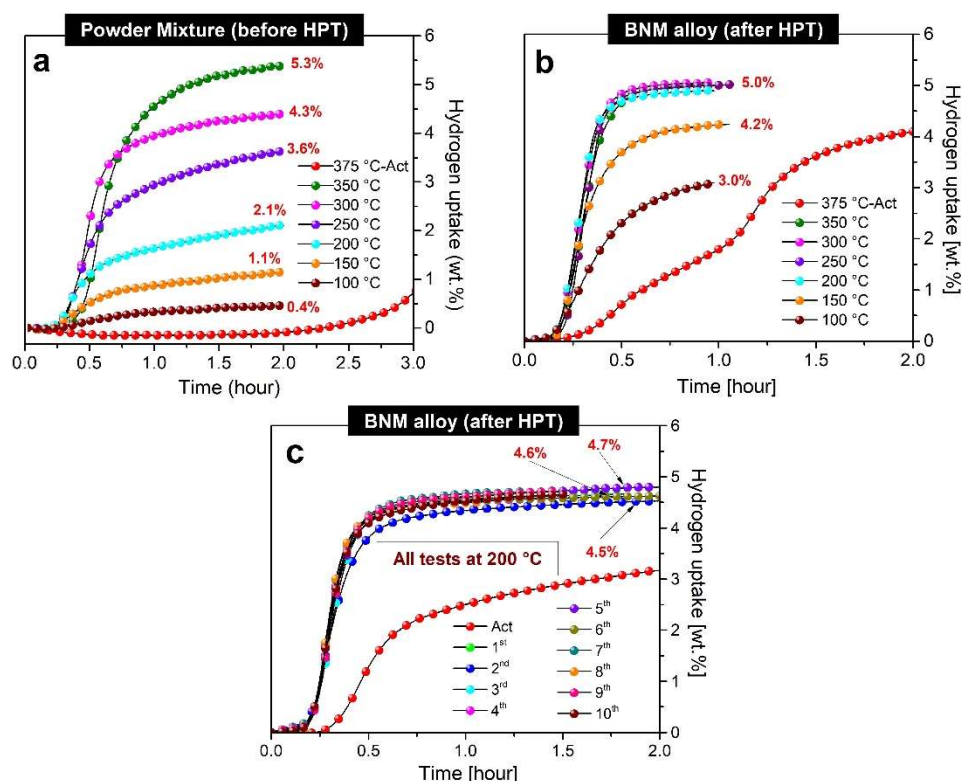 Powder Mixture (before HPT)
a
5.3%
4.3%
3.6%
2.1%
1.1%
0.4%
375 °C-Act
350 °C
300 °C
250 °C
200 °C
150 °C
100 °C
6
5
4
3
2
1
0
Hydrogen uptake (wt.%)
0.0 0.5 1.0 1.5 2.0 2.5 3.0
Time (hour)
BNM alloy (after HPT)
b
5.0%
4.2%
3.0%
375 °C-Act
350 °C
300 °C
250 °C
200 °C
150 °C
100 °C
6
5
4
3
2
1
0
Hydrogen uptake [wt.%]
0.0 0.5 1.0 1.5 2.0
Time [hour]
BNM alloy (after HPT)
c
4.7%
4.6%
4.5%
All tests at 200 °C
Act
1st
2nd
3rd
4th
5th
6th
7th
8th
9th
10th
6
5
4
3
2
1
0
Hydrogen uptake [wt.%]
0.0 0.5 1.0 1.5 2.0
Time [hour]